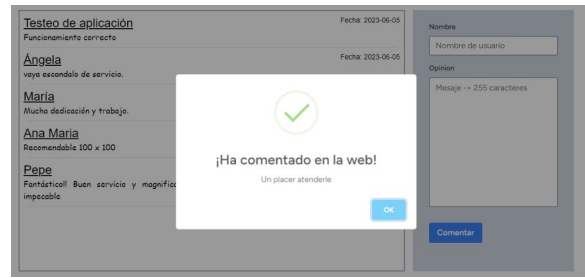 Testeo de aplicación
Fecha: 2023-06-05
Funcionamiento correcto
Ángela
Fecha: 2023-06-05
vaya escandalo de servicio.
María
Mucha dedicación y trabajo.
Ana Maria
Recomendable 100 x 100
Pepe
Fantástico!! Buen servicio y magnífico
impecable
¡Ha comentado en la web!
Un placer atenderle
OK
Nombre
Nombre de usuario
Opinion
Mesaje -> 255 caracteres
Comentar